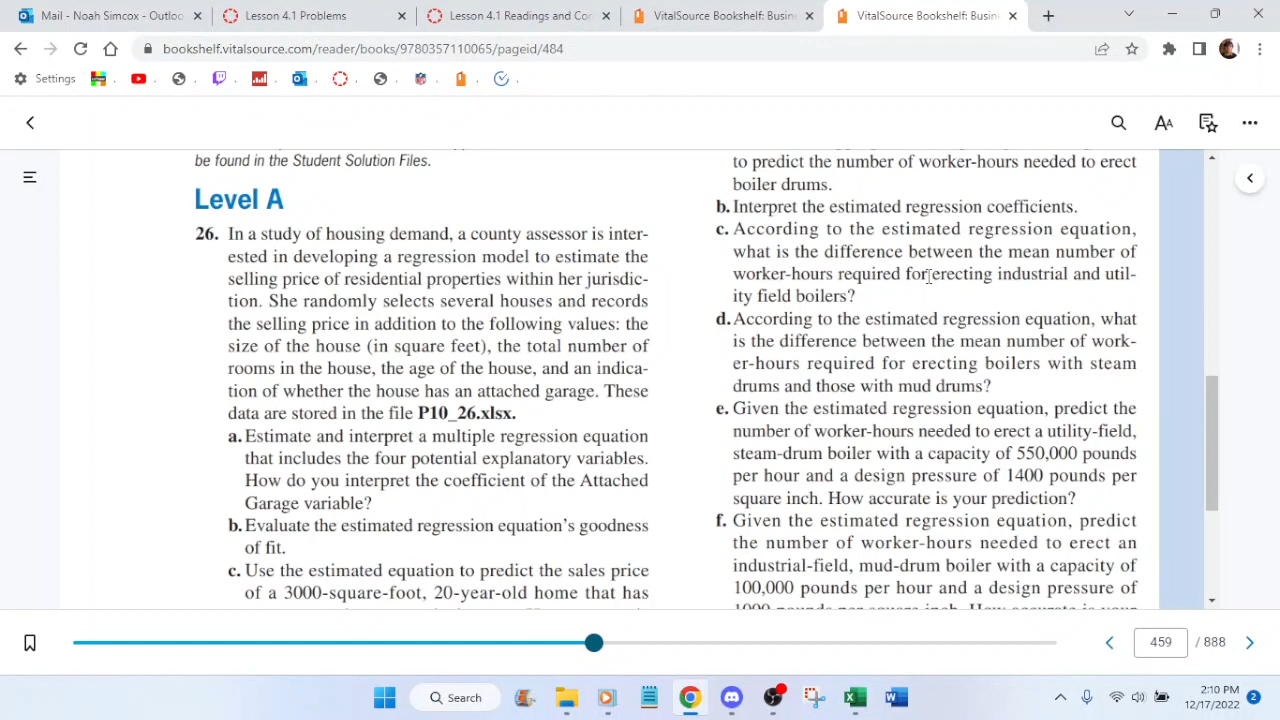 Mail - Noah Simcox - Outloo
Lesson 4.1 Problems
Lesson 4.1 Readings and Cor
VitalSource Bookshelf: Busine
VitalSource Bookshelf: Busin
bookshelf.vitalsource.com/reader/books/9780357110065/pageid/484
Settings
be found in the Student Solution Files.
Level A
26. In a study of housing demand, a county assessor is inter-
ested in developing a regression model to estimate the
selling price of residential properties within her jurisdic-
tion. She randomly selects several houses and records
the selling price in addition to the following values: the
size of the house (in square feet), the total number of
rooms in the house, the age of the house, and an indica-
tion of whether the house has an attached garage. These
data are stored in the file P10_26.xlsx.
a. Estimate and interpret a multiple regression equation
that includes the four potential explanatory variables.
How do you interpret the coefficient of the Attached
Garage variable?
b. Evaluate the estimated regression equation's goodness
of fit.
c. Use the estimated equation to predict the sales price
of a 3000-square-foot, 20-year-old home that has
to predict the number of worker-hours needed to erect
boiler drums.
b. Interpret the estimated regression coefficients.
c. According to the estimated regression equation,
what is the difference between the mean number of
worker-hours required for erecting industrial and util-
ity field boilers?
d. According to the estimated regression equation, what
is the difference between the mean number of work-
er-hours required for erecting boilers with steam
drums and those with mud drums?
e. Given the estimated regression equation, predict the
number of worker-hours needed to erect a utility-field,
steam-drum boiler with a capacity of 550,000 pounds
per hour and a design pressure of 1400 pounds per
square inch. How accurate is your prediction?
f. Given the estimated regression equation, predict
the number of worker-hours needed to erect an
industrial-field, mud-drum boiler with a capacity of
100,000 pounds per hour and a design pressure of
1000 pounds per square inch. How accurate is your
459 / 888
Search
2:10 PM
12/17/2022
2